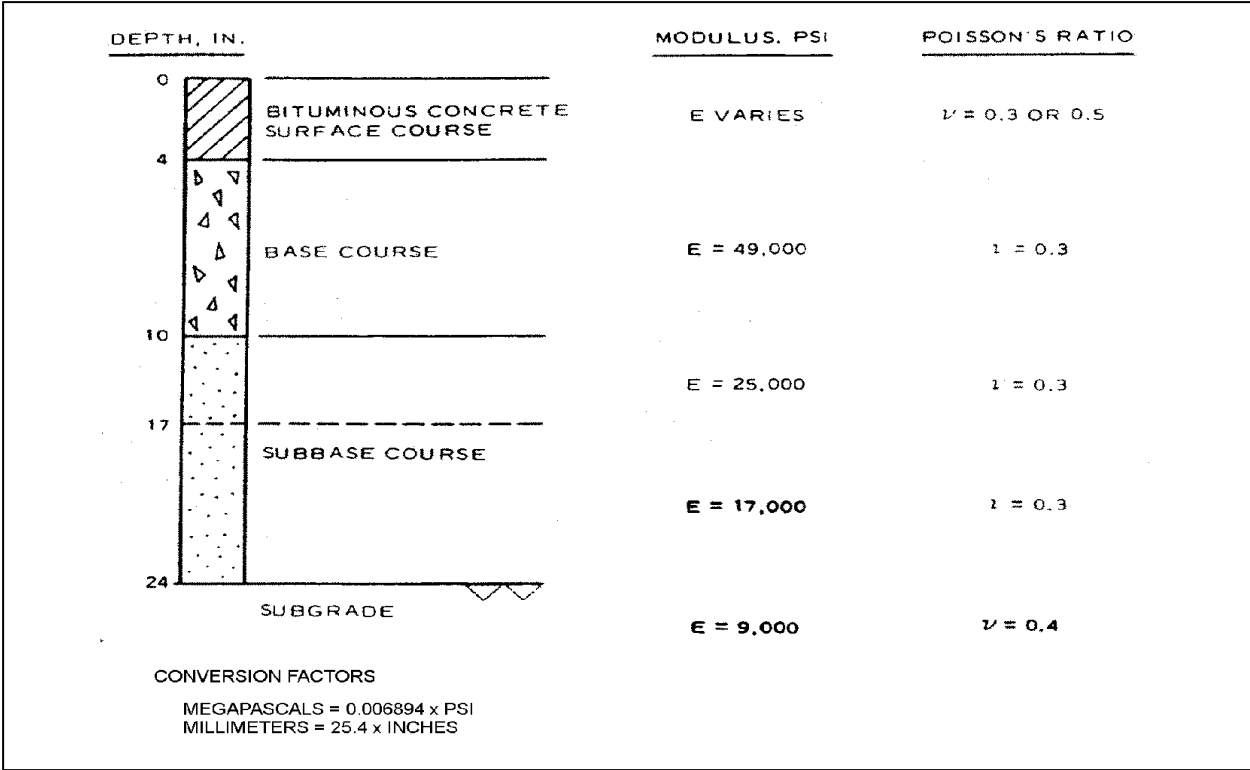 DEPTH, IN. MODULUS, PSI POISSON'S RATIO
0
BITUMINOUS CONCRETE
SURFACE COURSE
E VARIES ν = 0.3 OR 0.5
4
BASE COURSE E = 49,000 ι = 0.3
10
E = 25,000 ι = 0.3
17
SUBBASE COURSE
E = 17,000 ι = 0.3
24
SUBGRADE
E = 9,000 ν = 0.4
CONVERSION FACTORS
MEGAPASCALS = 0.006894 x PSI
MILLIMETERS = 25.4 x INCHES